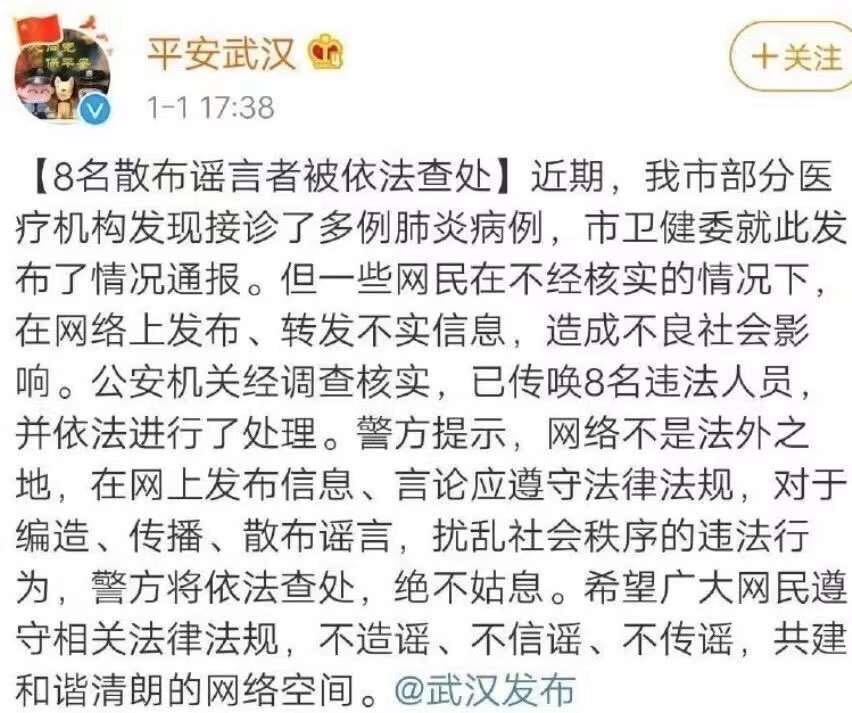 平安武汉
+关注
1-1 17:38
【8名散布谣言者被依法查处】近期，我市部分医
疗机构发现接诊了多例肺炎病例，市卫健委就此发
布了情况通报。但一些网民在不经核实的情况下，
在网络上发布、转发不实信息，造成不良社会影
响。公安机关经调查核实，已传唤8名违法人员，
并依法进行了处理。警方提示，网络不是法外之
地，在网上发布信息、言论应遵守法律法规，对于
编造、传播、散布谣言，扰乱社会秩序的违法行
为，警方将依法查处，绝不姑息。希望广大网民遵
守相关法律法规，不造谣、不信谣、不传谣，共建
和谐清朗的网络空间。@武汉发布